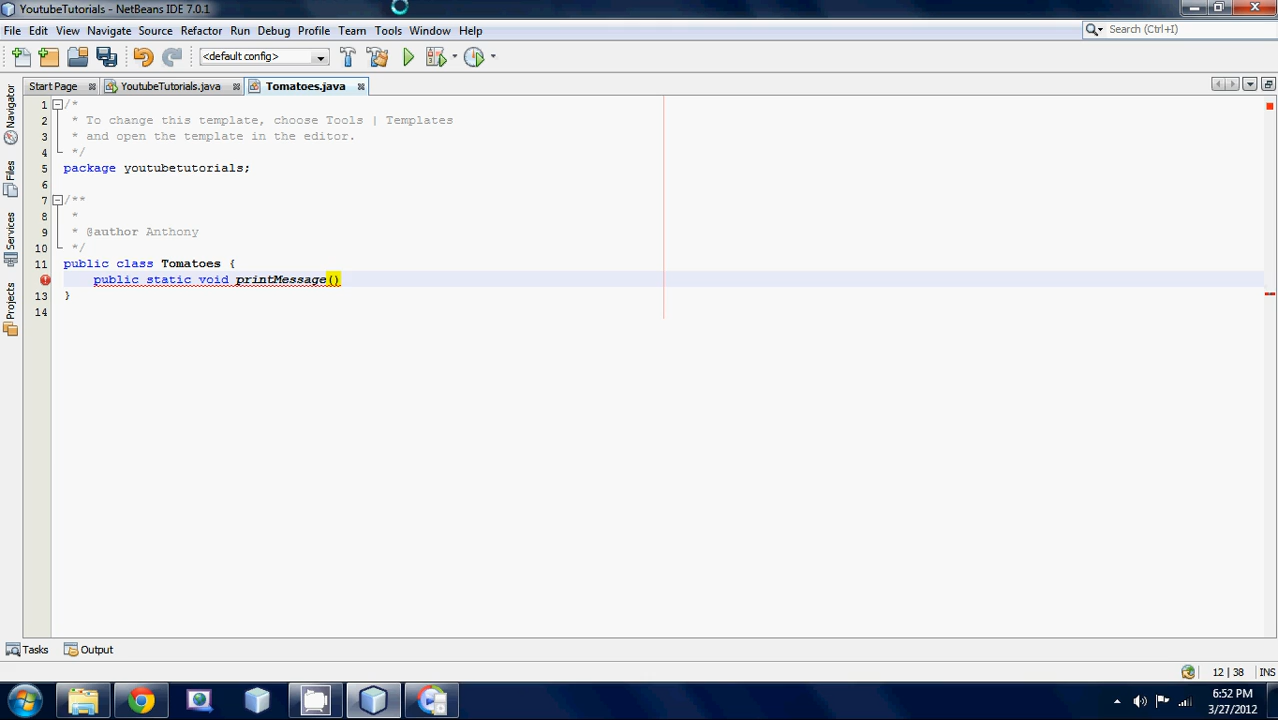 YoutubeTutorials - NetBeans IDE 7.0.1
File Edit View Navigate Source Refactor Run Debug Profile Team Tools Window Help
Search (Ctrl+I)
<default config>
Start Page YoutubeTutorials.java Tomatoes.java
Navigator
Files
Services
Projects
1 /*
2 * To change this template, choose Tools | Templates
3 * and open the template in the editor.
4 */
5 package youtubetutorials;
6
7 /**
8 *
9 * @author Anthony
10 */
11 public class Tomatoes {
public static void printMessage()
13 }
14
Tasks Output
12 | 38 INS
6:52 PM
3/27/2012